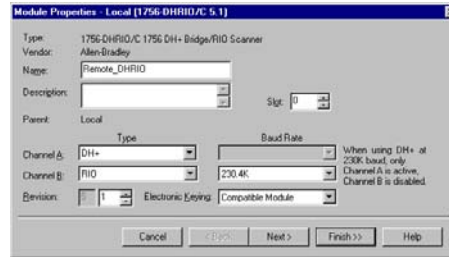 Module Properties - Local (1756-DHRIO/C 5.1)
Type: 1756-DHRIO/C 1756 DH+ Bridge/RIO Scanner
Vendor: Allen-Bradley
Name: Remote_DHRIO
Description:
Slot: 0
Parent: Local
Type Baud Rate
Channel A: DH+
Channel B: RIO 230.4K
When using DH+ at
230K baud, only
Channel A is active,
Channel B is disabled.
Revision: 5 1 Electronic Keying: Compatible Module
Cancel < Back Next > Finish >> Help